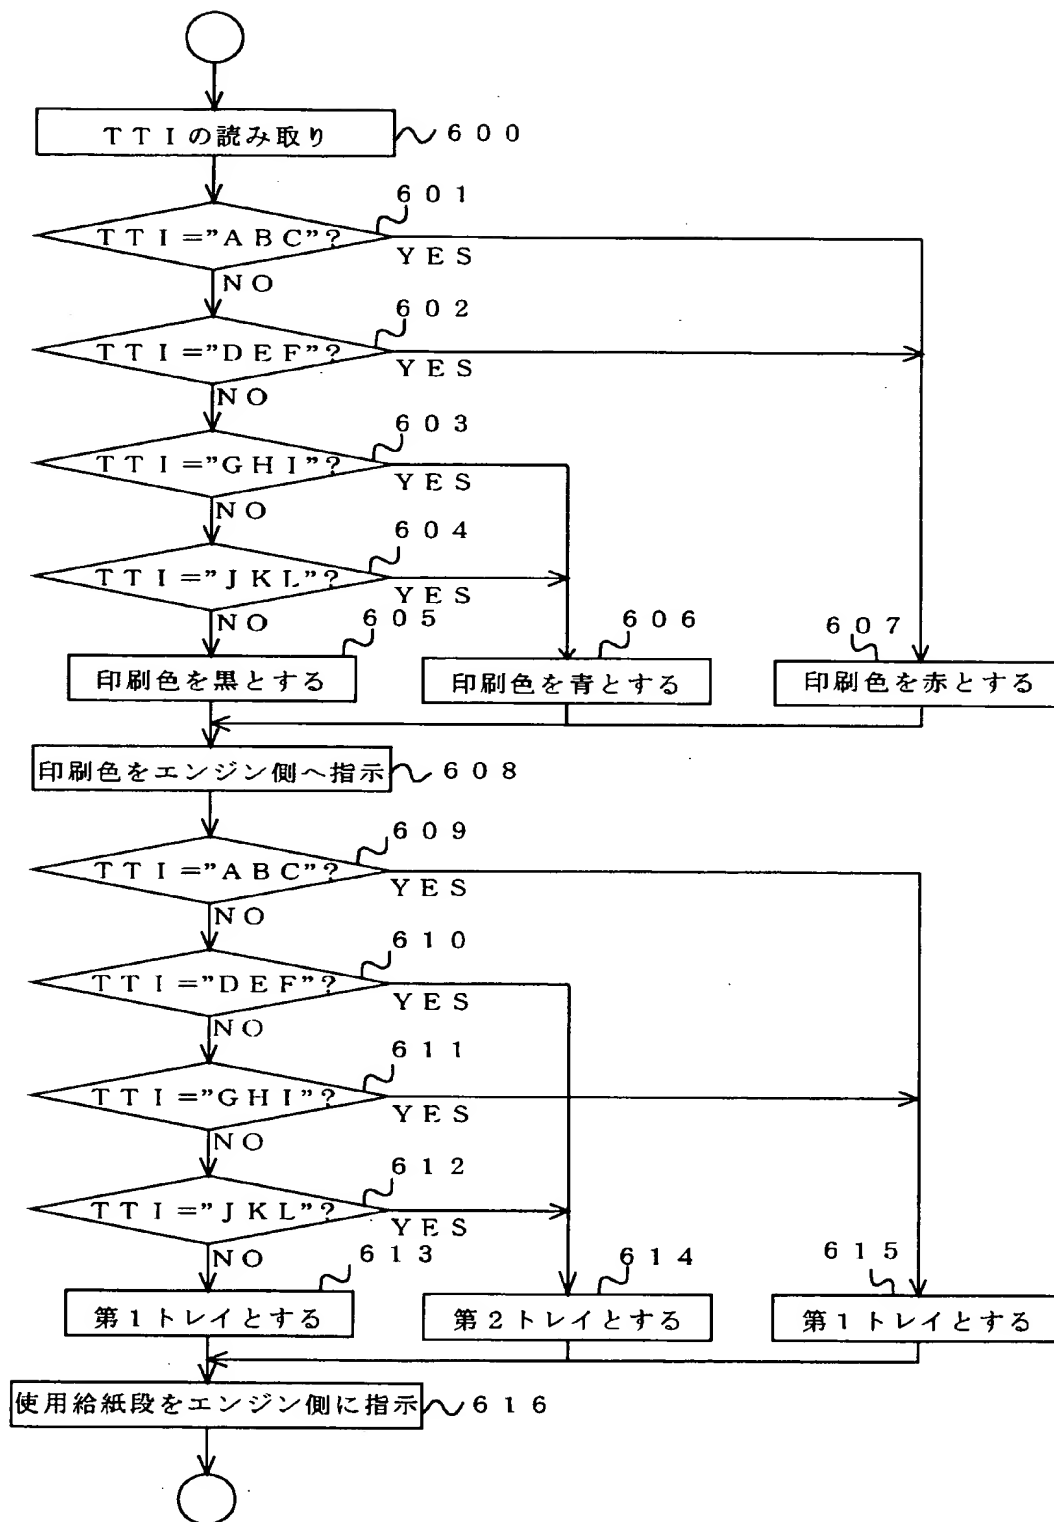 TTIの読み取り
600
601
TTI="ABC"?
YES
NO
602
TTI="DEF"?
YES
NO
603
TTI="GHI"?
YES
NO
604
TTI="JKL"?
YES
NO
605
606
607
印刷色を黒とする
印刷色を青とする
印刷色を赤とする
印刷色をエンジン側へ指示
608
609
TTI="ABC"?
YES
NO
610
TTI="DEF"?
YES
NO
611
TTI="GHI"?
YES
NO
612
TTI="JKL"?
YES
NO
613
614
615
第1トレイとする
第2トレイとする
第1トレイとする
使用給紙段をエンジン側に指示
616